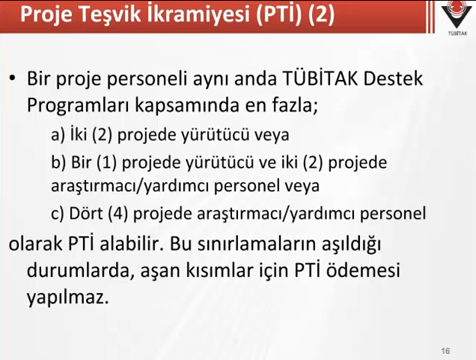 Proje Teşvik İkramiyesi (PTİ) (2)
TÜBİTAK
• Bir proje personeli aynı anda TÜBİTAK Destek
Programları kapsamında en fazla;
a) İki (2) projede yürütücü veya
b) Bir (1) projede yürütücü ve iki (2) projede
araştırmacı/yardımcı personel veya
c) Dört (4) projede araştırmacı/yardımcı personel
olarak PTİ alabilir. Bu sınırlamaların aşıldığı
durumlarda, aşan kısımlar için PTİ ödemesi
yapılmaz.
16